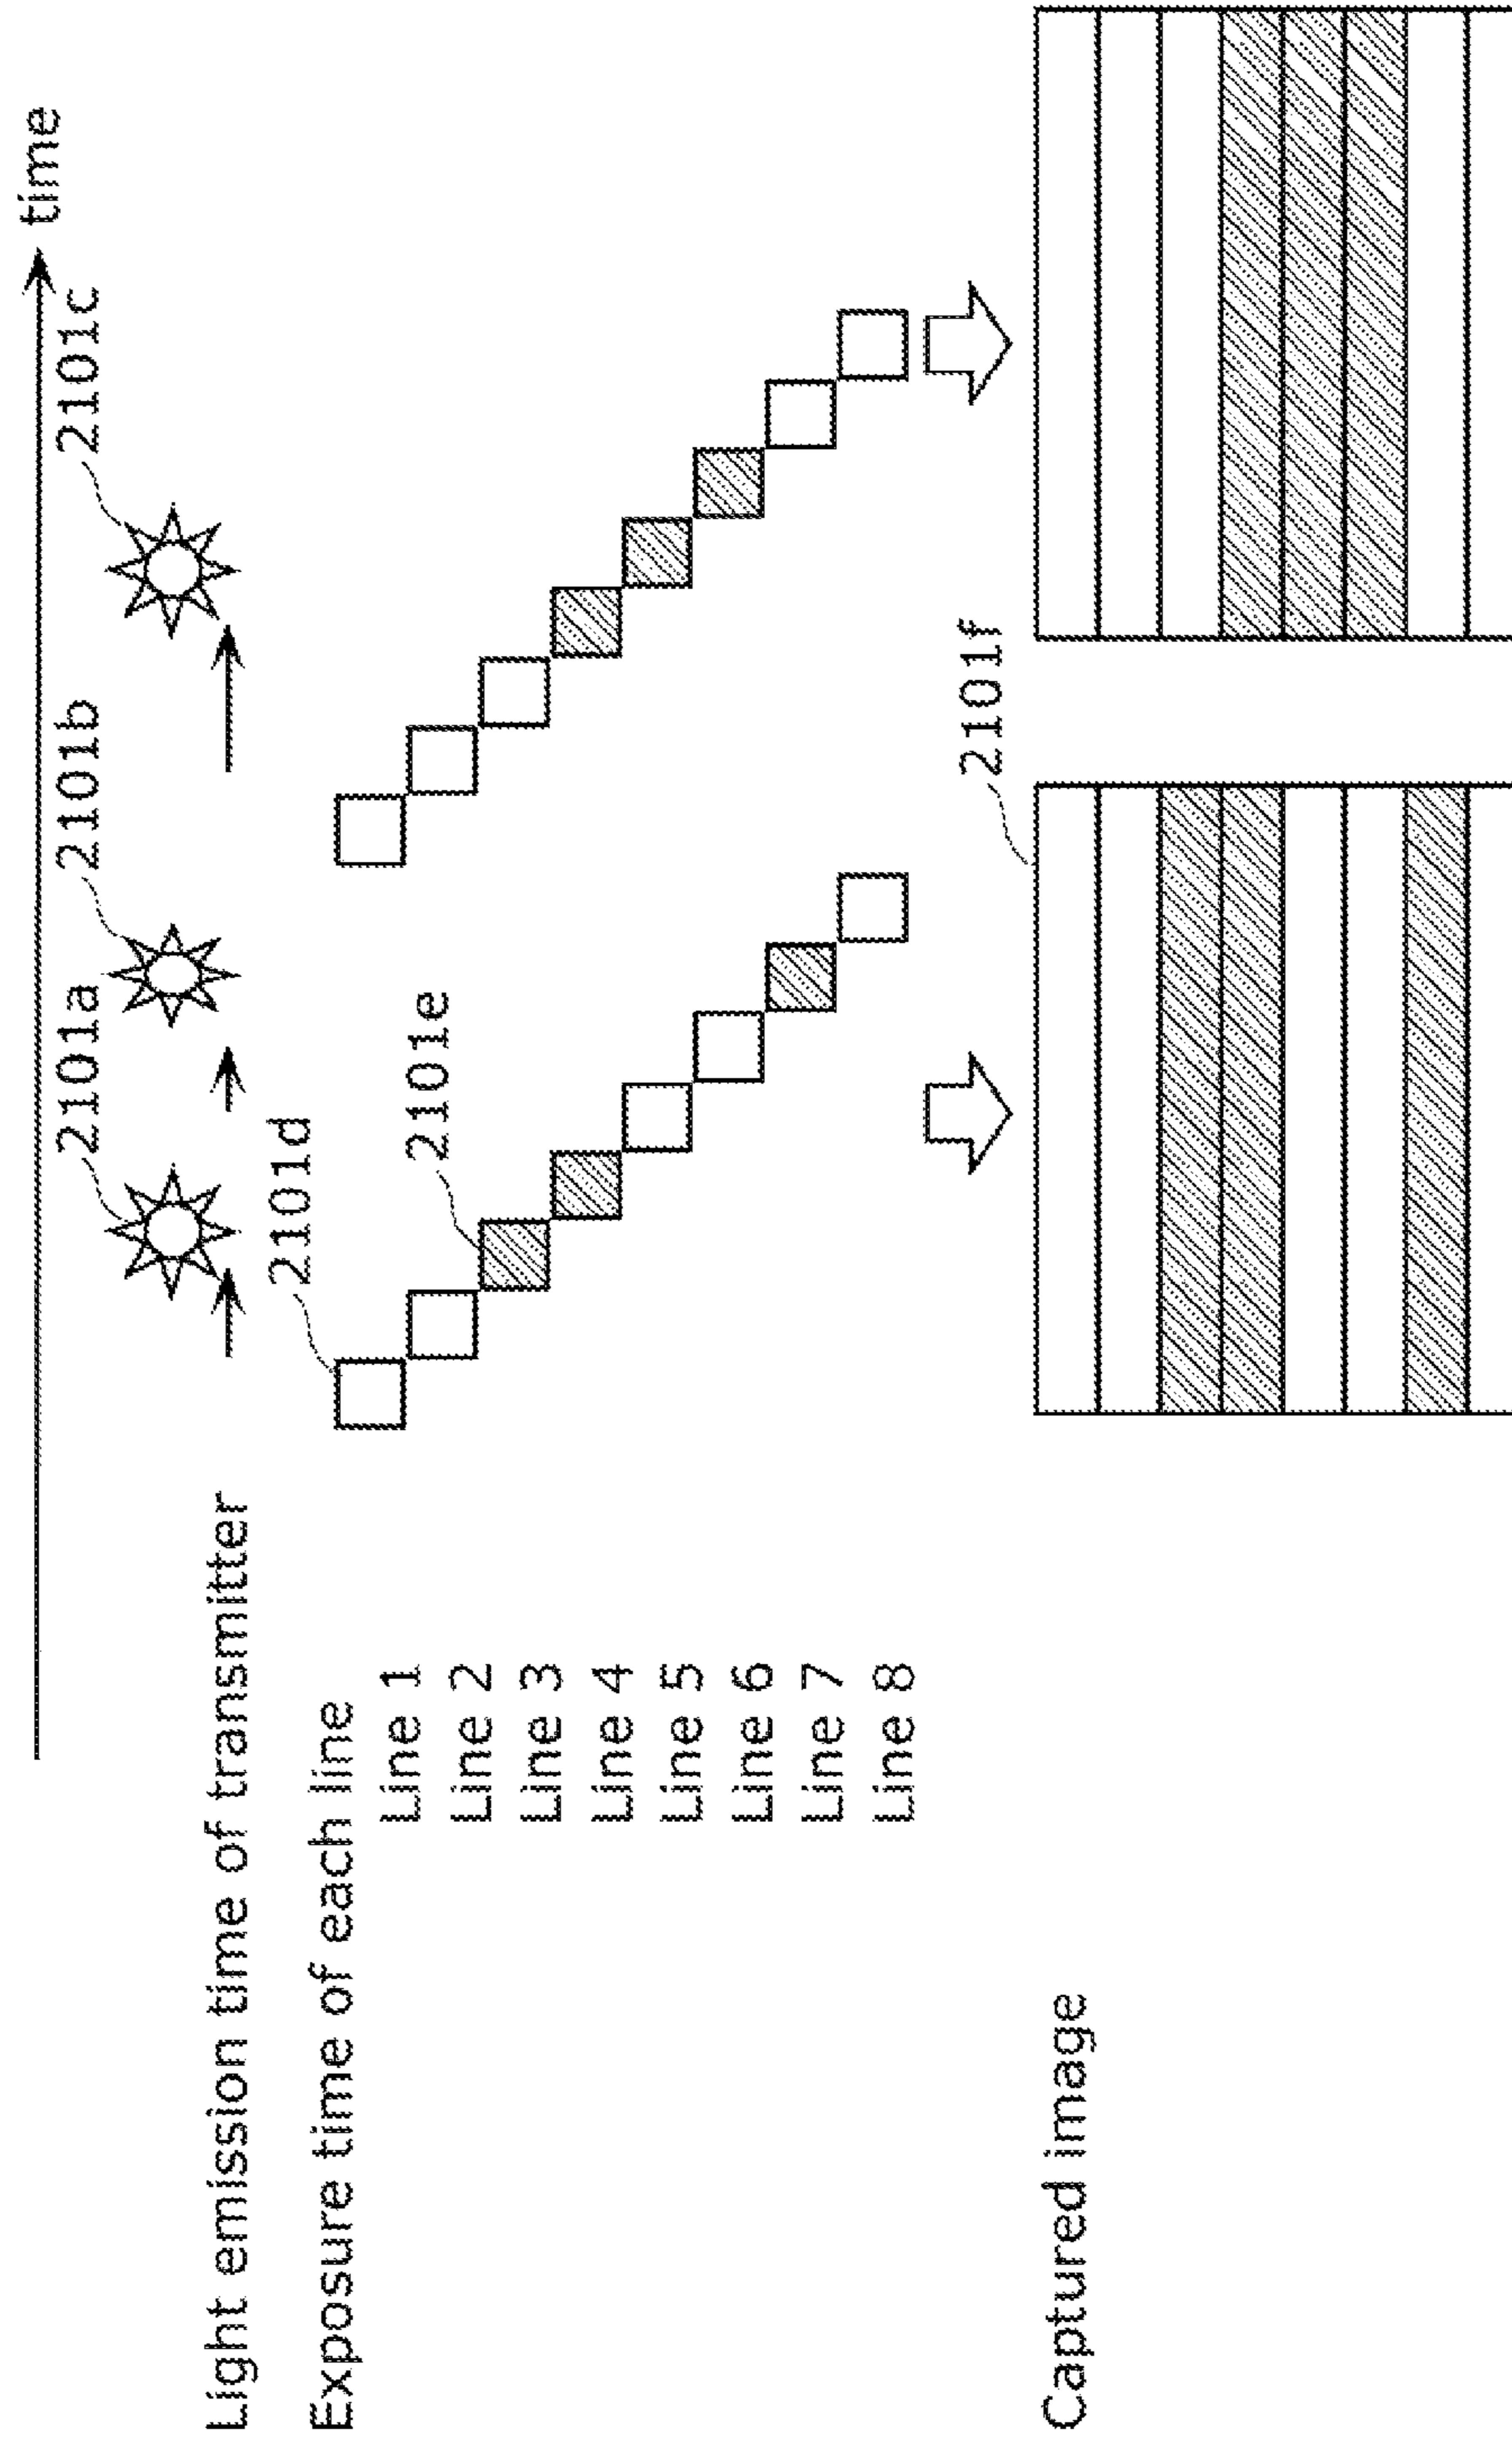 time
2101a
2101b
2101c
Light emission time of transmitter
2101d
Exposure time of each line
Line 1
2101e
Line 2
Line 3
Line 4
Line 5
Line 6
Line 7
Line 8
2101f
Captured image